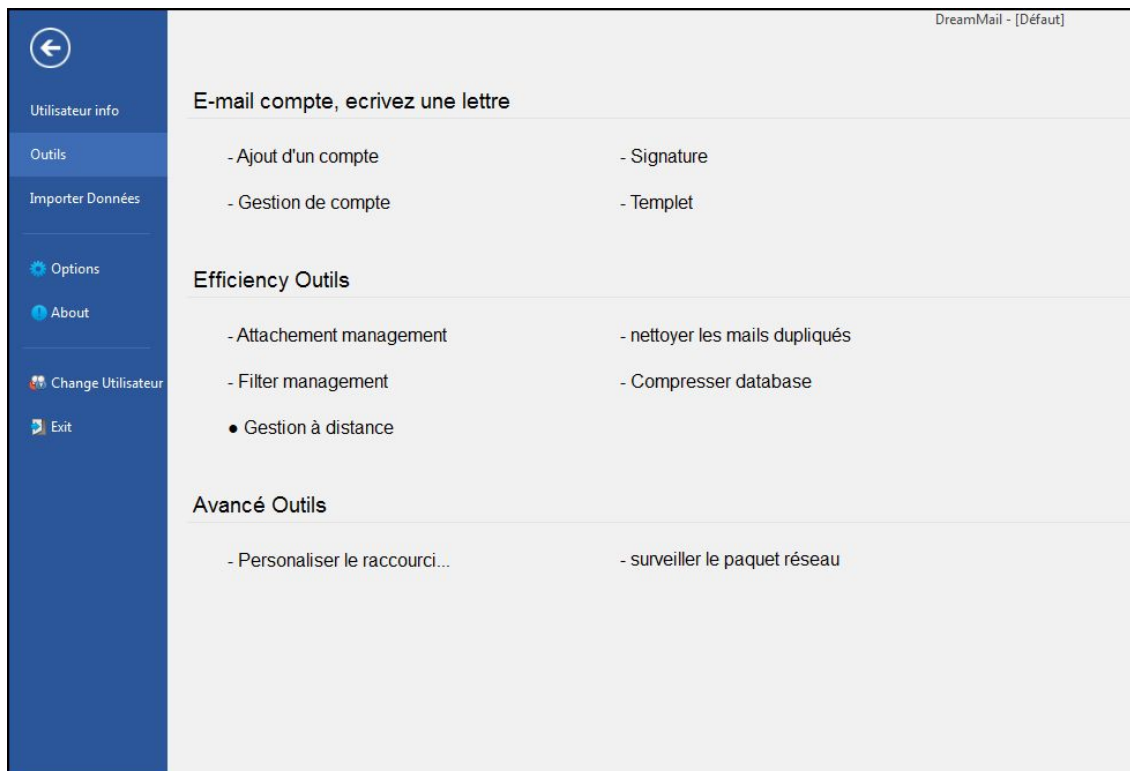 DreamMail - [Défaut]
Utilisateur info
Outils
Importer Données
Options
About
Change Utilisateur
Exit
E-mail compte, ecrivez une lettre
- Ajout d'un compte
- Signature
- Gestion de compte
- Templet
Efficiency Outils
- Attachement management
- nettoyer les mails dupliqués
- Filter management
- Compresser database
● Gestion à distance
Avancé Outils
- Personaliser le raccourci...
- surveiller le paquet réseau